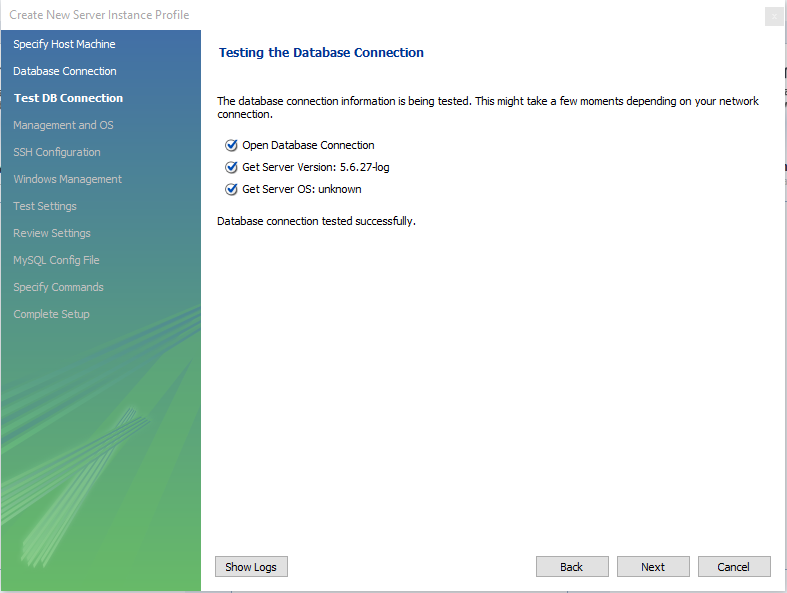 Create New Server Instance Profile
x
Specify Host Machine
Database Connection
Test DB Connection
Management and OS
SSH Configuration
Windows Management
Test Settings
Review Settings
MySQL Config File
Specify Commands
Complete Setup
Testing the Database Connection
The database connection information is being tested. This might take a few moments depending on your network
connection.
Open Database Connection
Get Server Version: 5.6.27-log
Get Server OS: unknown
Database connection tested successfully.
Show Logs
Back
Next
Cancel